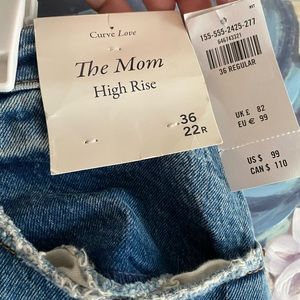 Curve Love
The Mom
High Rise
36
22R
155-555-2425-277
646743321
36 REGULAR
UK £ 82
EU € 99
US $ 99
CAN $ 110